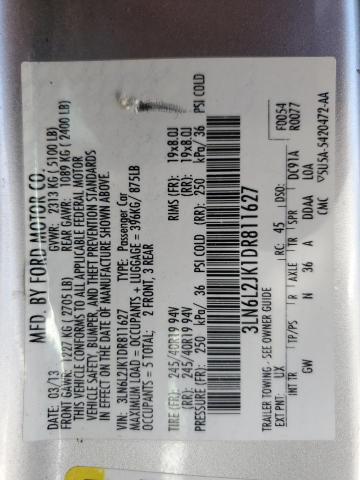 MFD. BY FORD MOTOR CO.
DATE: 03/13 GVWR: 2313 KG ( 5100 LB)
FRONT GAWR: 1227 KG ( 2705 LB) REAR GAWR: 1089 KG ( 2400 LB)
THIS VEHICLE CONFORMS TO ALL APPLICABLE FEDERAL MOTOR
VEHICLE SAFETY, BUMPER, AND THEFT PREVENTION STANDARDS
IN EFFECT ON THE DATE OF MANUFACTURE SHOWN ABOVE.
VIN: 3LN6L2JK1DR811627
TYPE: Passenger Car
MAXIMUM LOAD = OCCUPANTS + LUGGAGE = 396KG/ 875LB
OCCUPANTS = 5 TOTAL: 2 FRONT, 3 REAR
TIRE (FR): 245/40R19 94V RIMS (FR): 19x8.0J
(RR): 245/40R19 94V (RR): 19x8.0J
PRESSURE (FR): 250 kPa/ 36 PSI COLD (RR): 250 kPa/ 36 PSI COLD
3LN6L2JK1DR811627
F0054
R0077
TRAILER TOWING - SEE OWNER GUIDE
EXT PNT: UX RC: 45 DSO:
INT TR TP/PS R AXLE TR SPR DC91A
GW N 36 A DDAA LOA
CMC ▽5U5A-5420472-AA